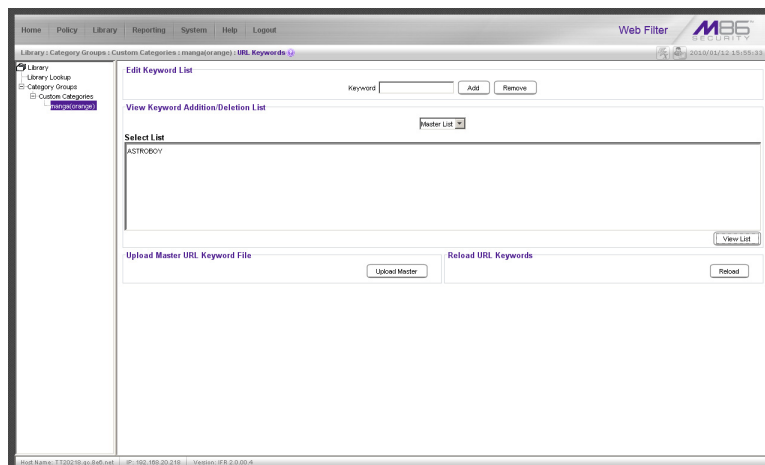 Home Policy Library Reporting System Help Logout
Web Filter
M86 SECURITY
Library : Category Groups : Custom Categories : manga(orange) : URL Keywords
2010/01/12 15:55:33
Library
Library Lookup
Category Groups
Custom Categories
manga(orange)
Edit Keyword List
Keyword Add Remove
View Keyword Addition/Deletion List
Master List
Select List
ASTROBOY
View List
Upload Master URL Keyword File
Upload Master
Reload URL Keywords
Reload
Host Name: TT20218.qc.8e6.net IP: 192.168.20.218 Version: IFR 2.0.00.4